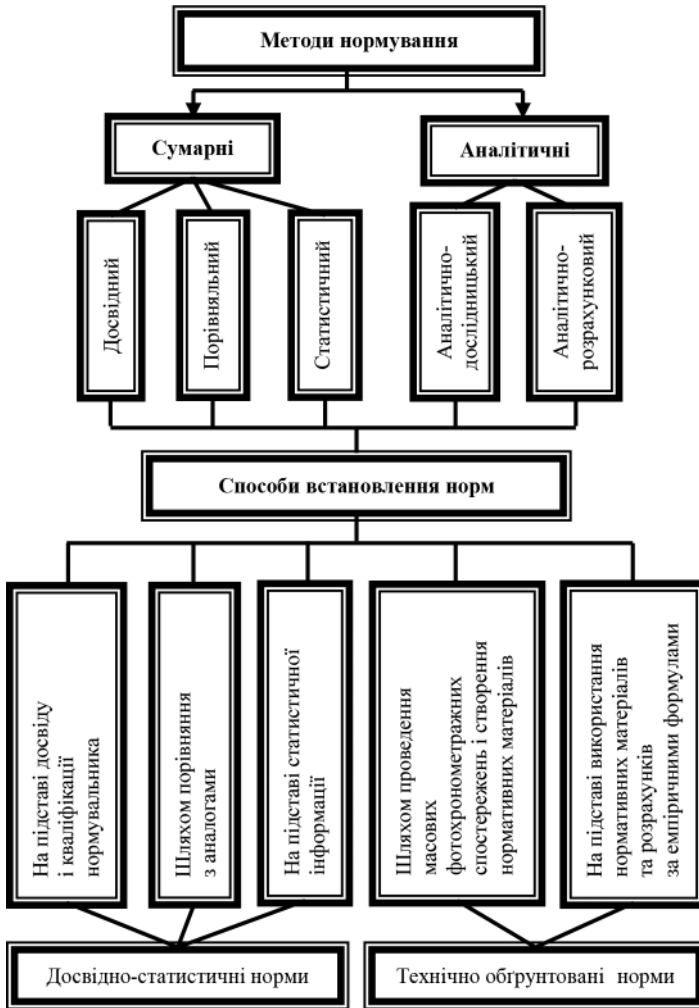 Методи нормування
Сумарні
Аналітичні
Досвідний
Порівняльний
Статистичний
Аналітично-
дослідницький
Аналітично-
розрахунковий
Способи встановлення норм
На підставі досвіду
і кваліфікації
нормувальника
Шляхом порівняння
з аналогами
На підставі статистичної
інформації
Шляхом проведення
масових
фотохронометражних
спостережень і створення
нормативних матеріалів
На підставі використання
нормативних матеріалів
та розрахунків
за емпіричними формулами
Досвідно-статистичні норми
Технічно обґрунтовані норми